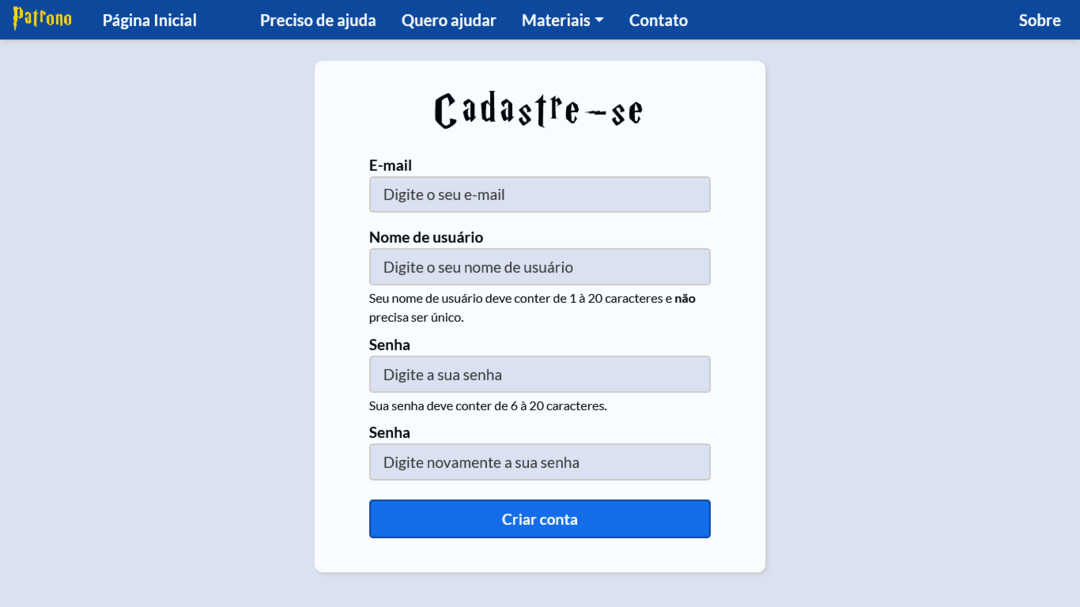 Patrono Página Inicial Preciso de ajuda Quero ajudar Materiais Contato Sobre
Cadastre-se
E-mail
Digite o seu e-mail
Nome de usuário
Digite o seu nome de usuário
Seu nome de usuário deve conter de 1 à 20 caracteres e não
precisa ser único.
Senha
Digite a sua senha
Sua senha deve conter de 6 à 20 caracteres.
Senha
Digite novamente a sua senha
Criar conta